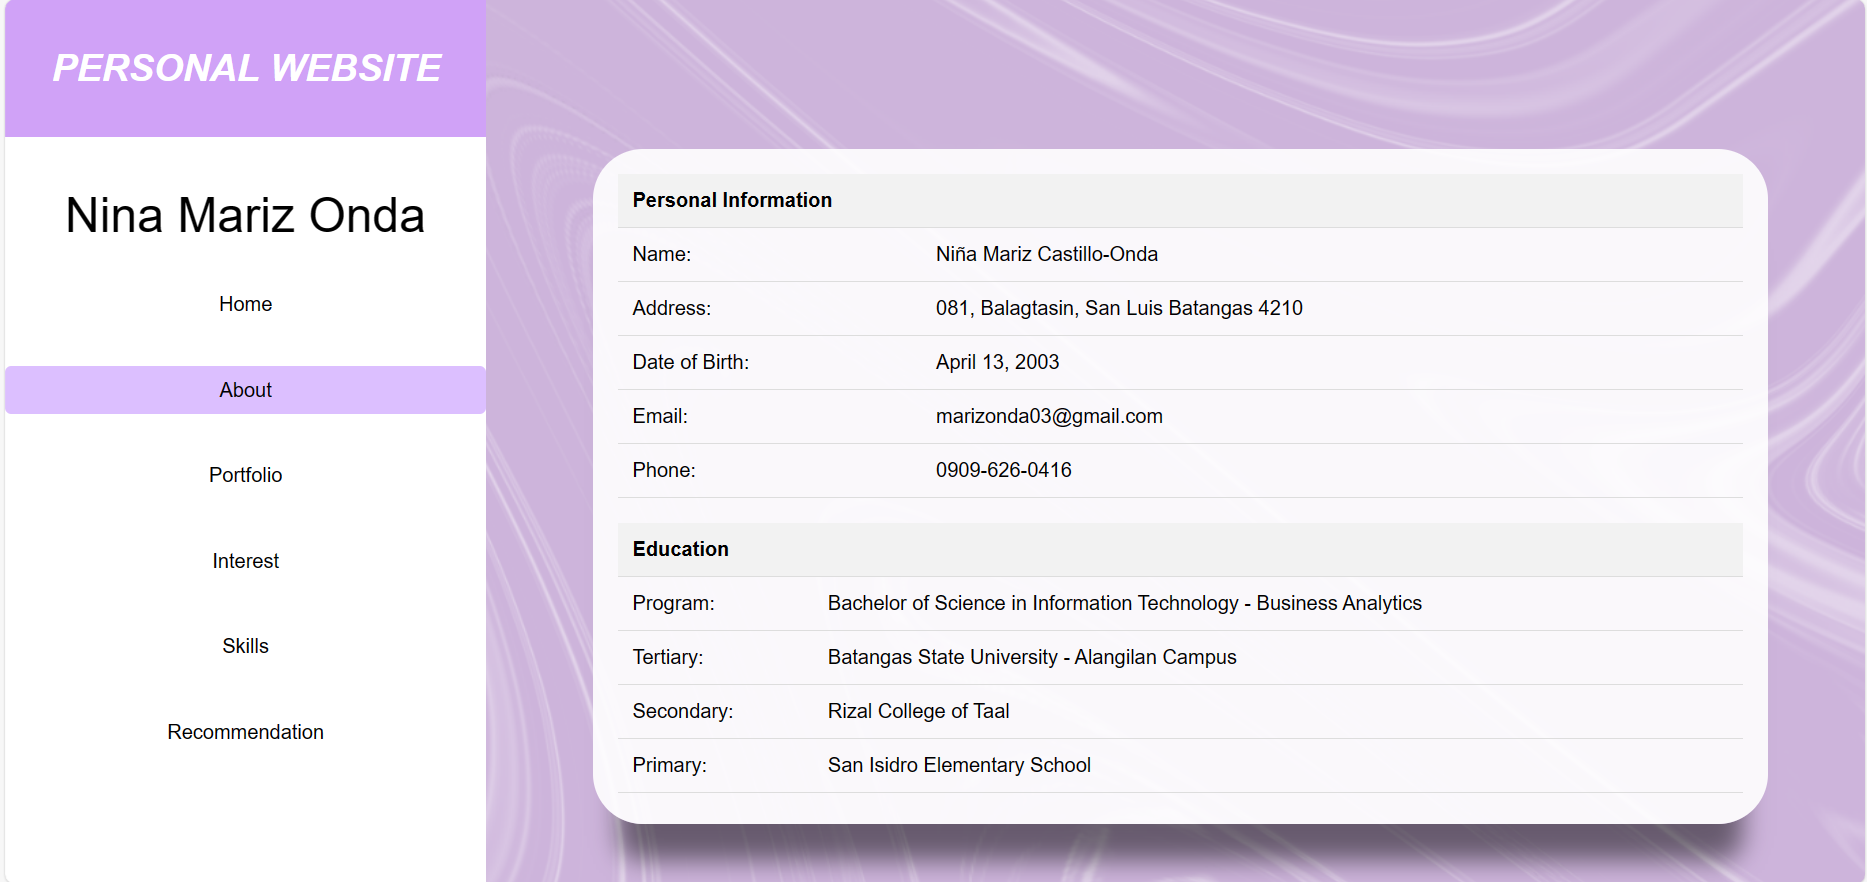 PERSONAL WEBSITE
Nina Mariz Onda
Home
About
Portfolio
Interest
Skills
Recommendation
Personal Information
Name: Niña Mariz Castillo-Onda
Address: 081, Balagtasin, San Luis Batangas 4210
Date of Birth: April 13, 2003
Email: marizonda03@gmail.com
Phone: 0909-626-0416
Education
Program: Bachelor of Science in Information Technology - Business Analytics
Tertiary: Batangas State University - Alangilan Campus
Secondary: Rizal College of Taal
Primary: San Isidro Elementary School